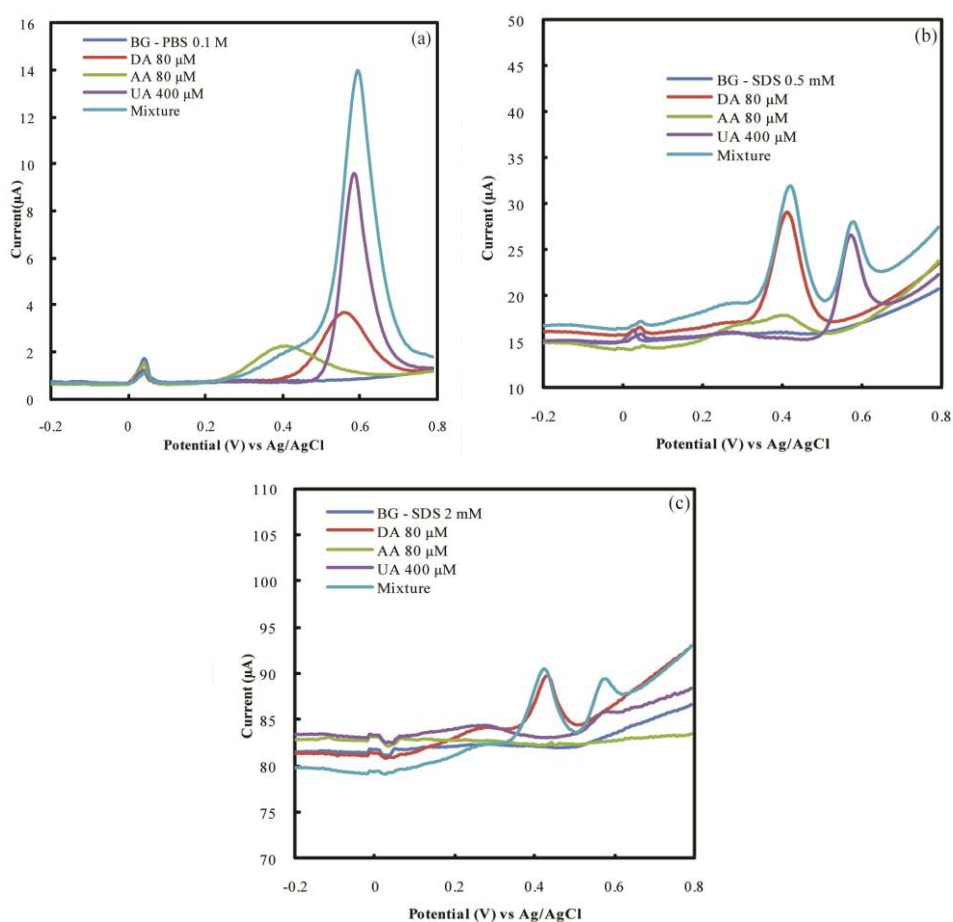 (a)
BG - PBS 0.1 M
DA 80 µM
AA 80 µM
UA 400 µM
Mixture
Current(µA)
16
14
12
10
8
6
4
2
0
-0.2
0
0.2
0.4
0.6
0.8
Potential (V) vs Ag/AgCl
(b)
BG - SDS 0.5 mM
DA 80 µM
AA 80 µM
UA 400 µM
Mixture
Current (µA)
50
45
40
35
30
25
20
15
10
-0.2
0
0.2
0.4
0.6
0.8
Potential (V) vs Ag/AgCl
(c)
BG - SDS 2 mM
DA 80 µM
AA 80 µM
UA 400 µM
Mixture
Current (µA)
110
105
100
95
90
85
80
75
70
-0.2
0
0.2
0.4
0.6
0.8
Potential (V) vs Ag/AgCl